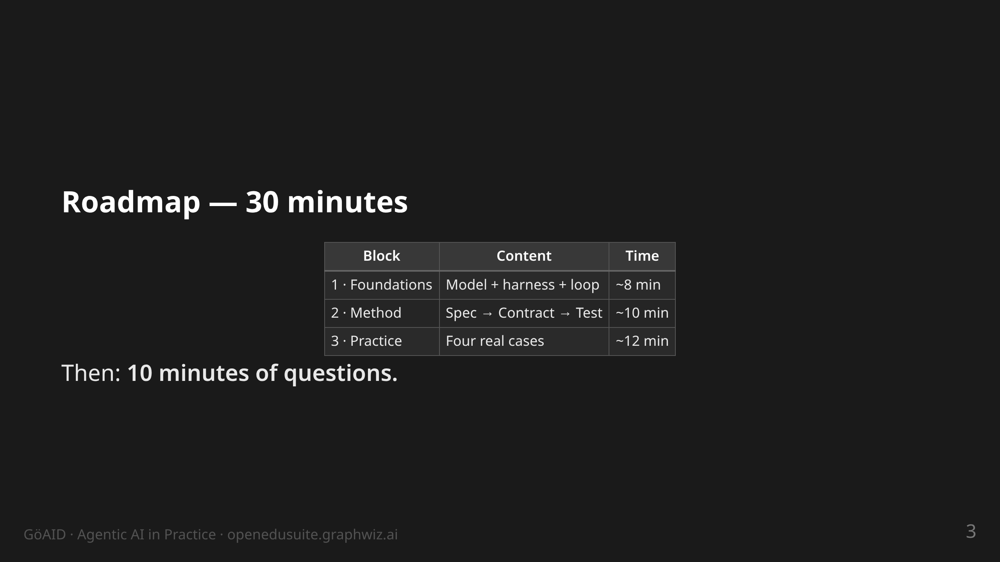 Roadmap — 30 minutes
Block Content Time
1 · Foundations Model + harness + loop ~8 min
2 · Method Spec → Contract → Test ~10 min
3 · Practice Four real cases ~12 min
Then: 10 minutes of questions.
GöAID · Agentic AI in Practice · openedusuite.graphwiz.ai
3